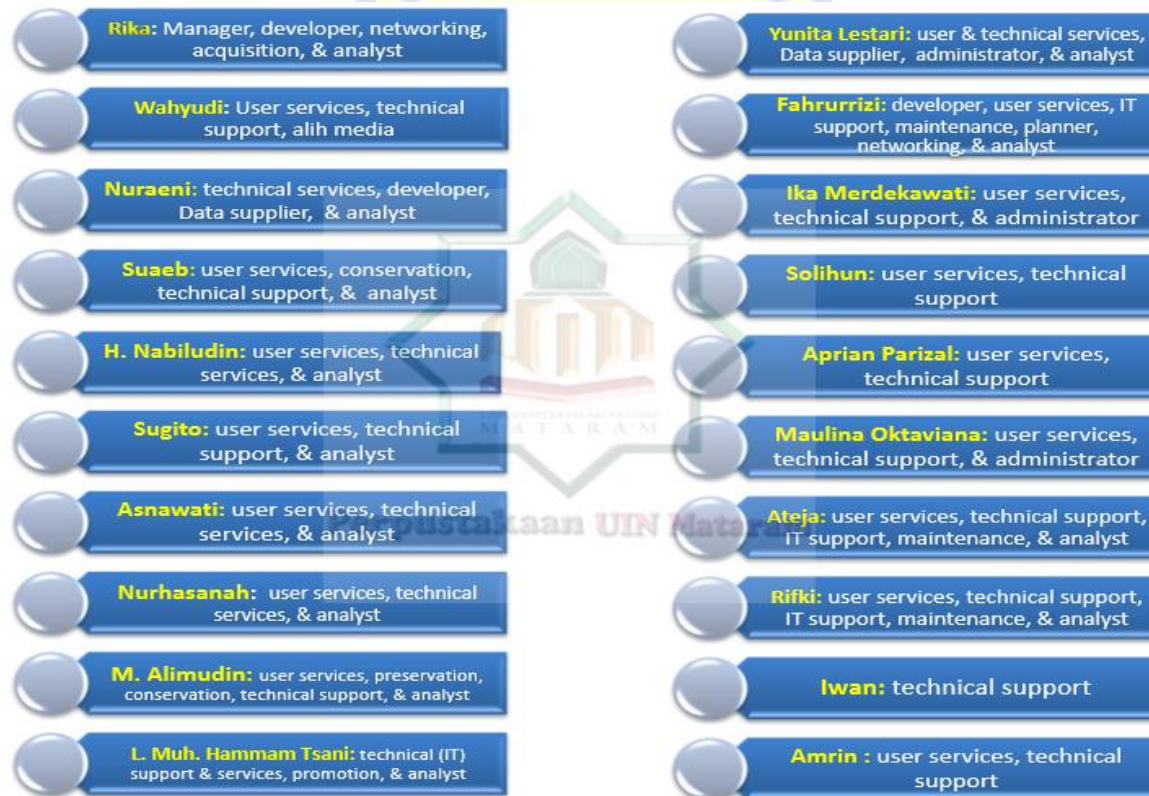 Rika: Manager, developer, networking,
acquisition, & analyst
Wahyudi: User services, technical
support, alih media
Nuraeni: technical services, developer,
Data supplier, & analyst
Suaeb: user services, conservation,
technical support, & analyst
H. Nabiludin: user services, technical
services, & analyst
Sugito: user services, technical
support, & analyst
Asnawati: user services, technical
services, & analyst
Nurhasanah: user services, technical
services, & analyst
M. Alimudin: user services, preservation,
conservation, technical support, & analyst
L. Muh. Hammam Tsani: technical (IT)
support & services, promotion, & analyst
Yunita Lestari: user & technical services,
Data supplier, administrator, & analyst
Fahrurrizi: developer, user services, IT
support, maintenance, planner,
networking, & analyst
Ika Merdekawati: user services,
technical support, & administrator
Solihun: user services, technical
support
Aprian Parizal: user services,
technical support
Maulina Oktaviana: user services,
technical support, & administrator
Ateja: user services, technical support,
IT support, maintenance, & analyst
Rifki: user services, technical support,
IT support, maintenance, & analyst
Iwan: technical support
Amrin : user services, technical
support
UNIVERSITAS ISLAM NEGERI
MATARAM
Perpustakaan UIN Mataram